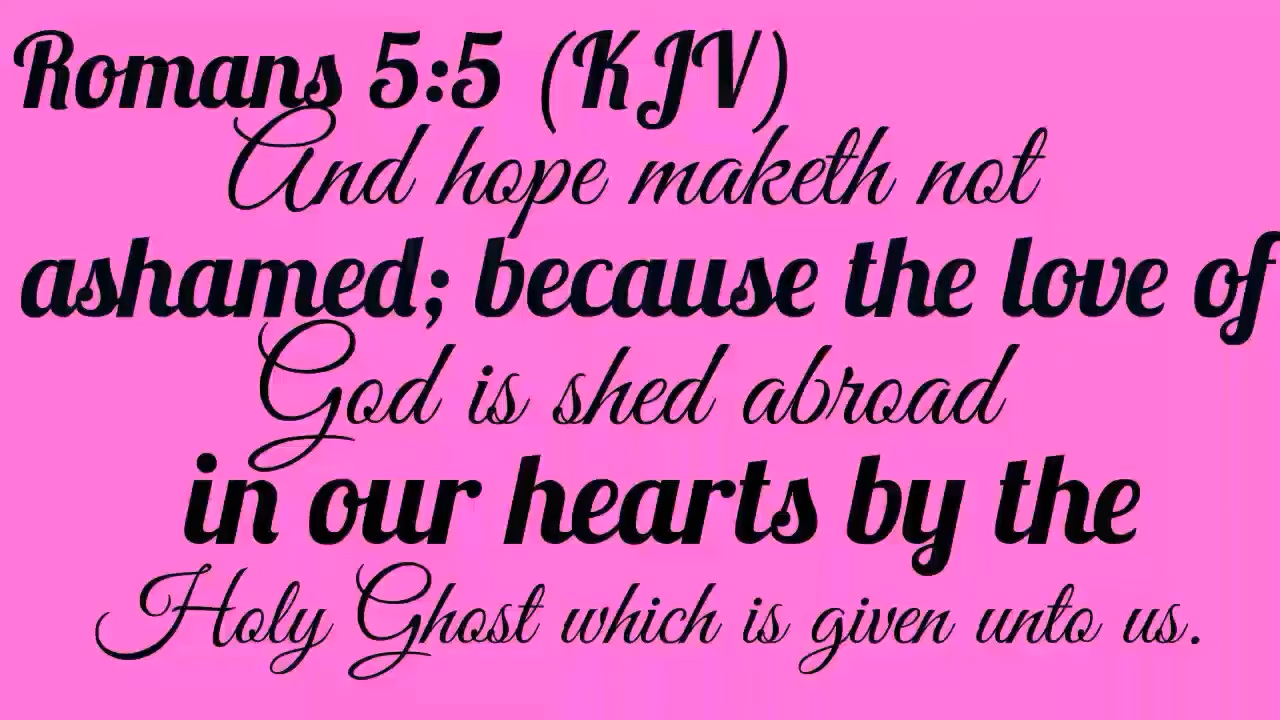 Romans 5:5 (KJV)
And hope maketh not
ashamed; because the love of
God is shed abroad
in our hearts by the
Holy Ghost which is given unto us.